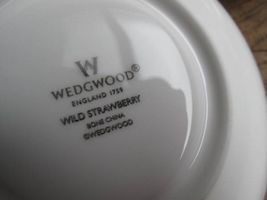 W
WEDGWOOD®
ENGLAND 1759
WILD STRAWBERRY
BONE CHINA
©WEDGWOOD